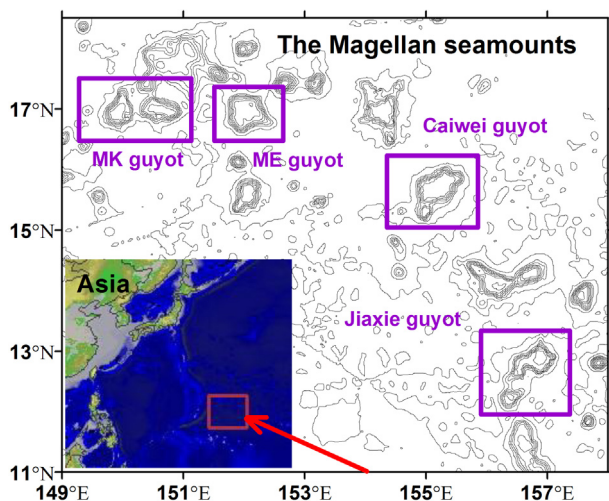 The Magellan seamounts
17°N
MK guyot
ME guyot
Caiwei guyot
15°N
Asia
Jiaxie guyot
13°N
11°N
149°E
151°E
153°E
155°E
157°E